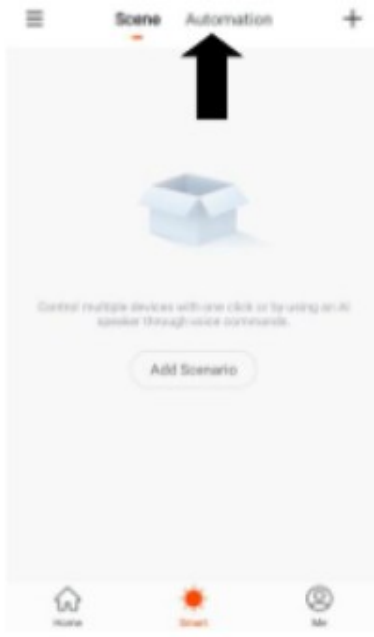 Scene Automation
Control multiple devices with one click or by using an AI
speaker through voice commands.
Add Scenario
Home Smart Me